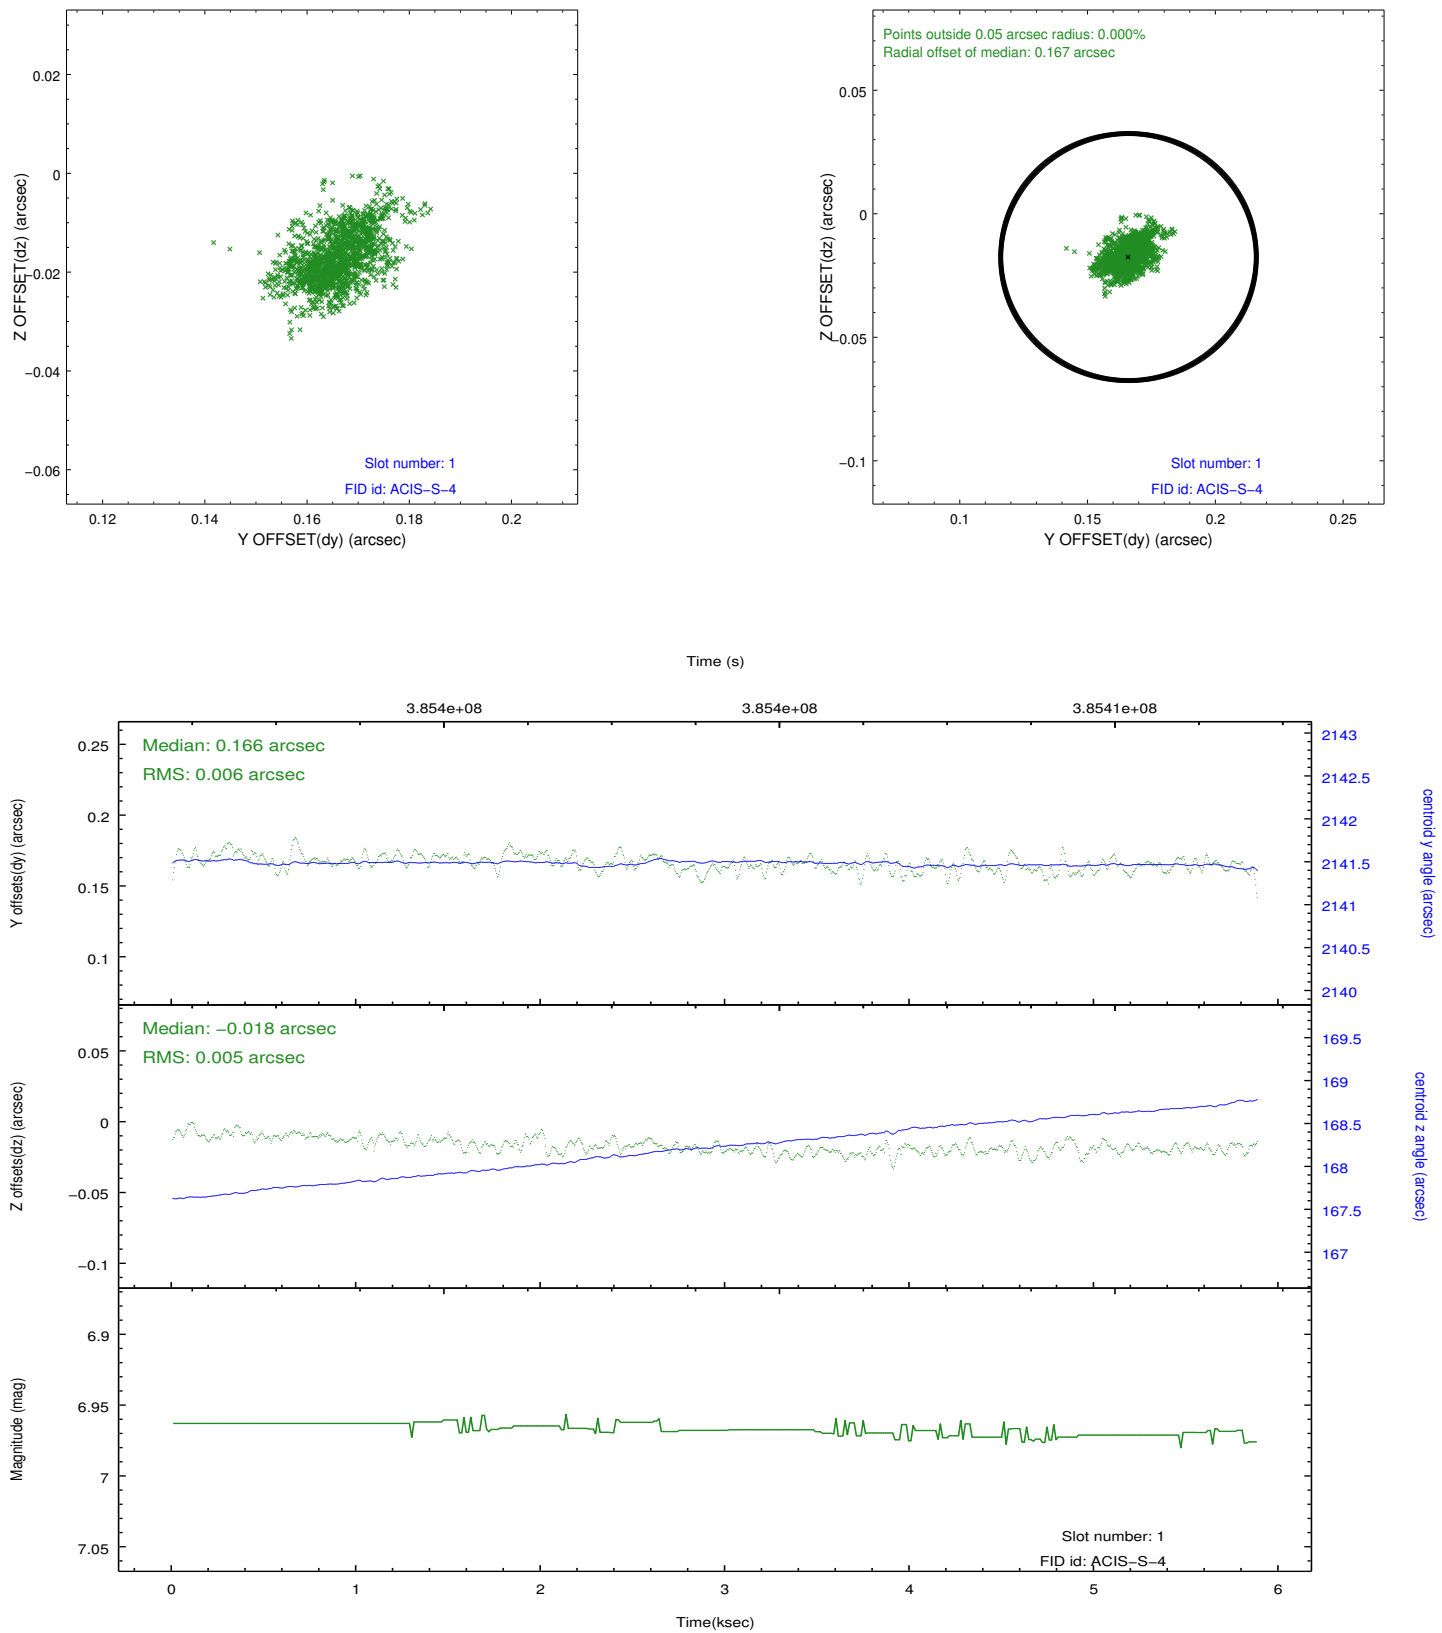 0.02
0
−0.02
−0.04
−0.06
Z OFFSET(dz) (arcsec)
Slot number: 1
FID id: ACIS−S−4
0.12
0.14
0.16
0.18
0.2
Y OFFSET(dy) (arcsec)
Points outside 0.05 arcsec radius: 0.000%
Radial offset of median: 0.167 arcsec
0.05
0
−0.05
−0.1
Z OFFSET(dz) (arcsec)
Slot number: 1
FID id: ACIS−S−4
0.1
0.15
0.2
0.25
Y OFFSET(dy) (arcsec)
Time (s)
3.854e+08
3.854e+08
3.8541e+08
Median: 0.166 arcsec
RMS: 0.006 arcsec
0.25
0.2
0.15
0.1
Y offsets(dy) (arcsec)
2143
2142.5
2142
2141.5
2141
2140.5
2140
centroid y angle (arcsec)
Median: −0.018 arcsec
RMS: 0.005 arcsec
0.05
0
−0.05
−0.1
Z offsets(dz) (arcsec)
169.5
169
168.5
168
167.5
167
centroid z angle (arcsec)
6.9
6.95
7
7.05
Magnitude (mag)
Slot number: 1
FID id: ACIS−S−4
0
1
2
3
4
5
6
Time(ksec)